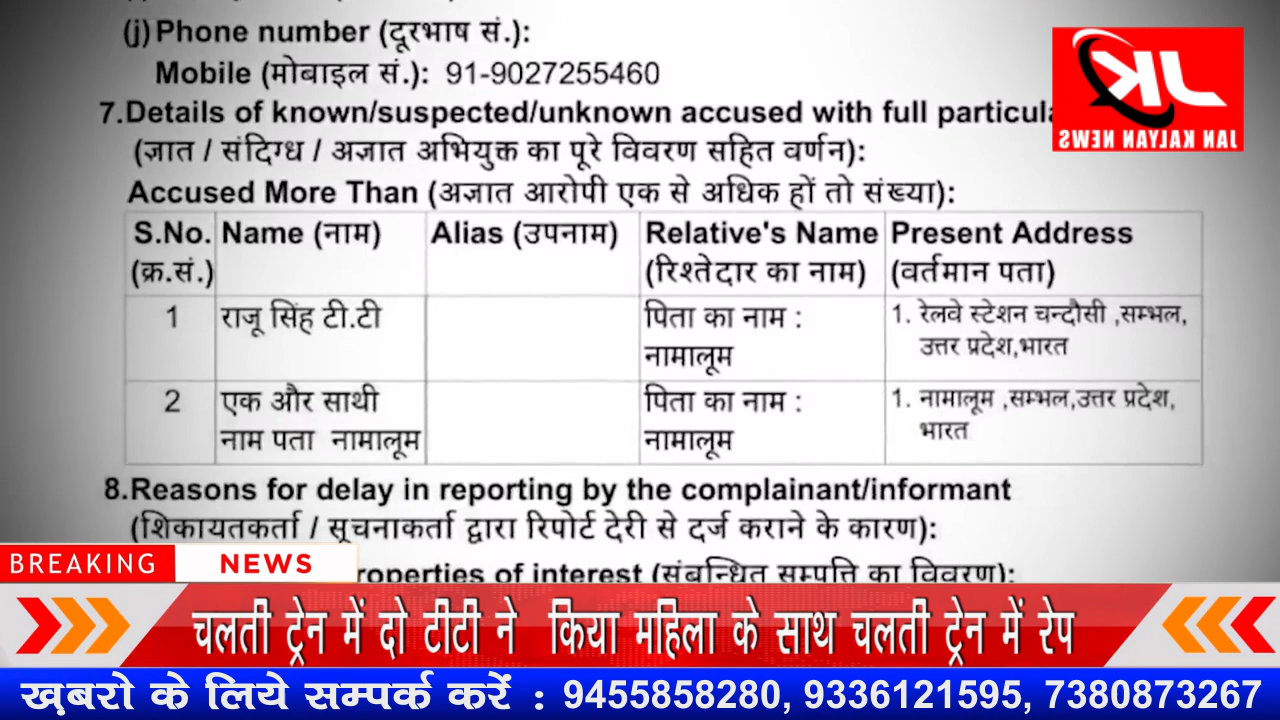 (j) Phone number (दूरभाष सं.):
Mobile (मोबाइल सं.): 91-9027255460
7.Details of known/suspected/unknown accused with full particula
(ज्ञात / संदिग्ध / अज्ञात अभियुक्त का पूरे विवरण सहित वर्णन):
Accused More Than (अज्ञात आरोपी एक से अधिक हों तो संख्या):
S.No. Name (नाम) Alias (उपनाम) Relative's Name Present Address
(क्र.सं.) (रिश्तेदार का नाम) (वर्तमान पता)
1 राजू सिंह टी.टी पिता का नाम : 1. रेलवे स्टेशन चन्दौसी ,सम्भल,
नामालूम उत्तर प्रदेश,भारत
2 एक और साथी पिता का नाम : 1. नामालूम ,सम्भल,उत्तर प्रदेश,
नाम पता नामालूम नामालूम भारत
8.Reasons for delay in reporting by the complainant/informant
(शिकायतकर्ता / सूचनाकर्ता द्वारा रिपोर्ट देरी से दर्ज कराने के कारण):
roperties of interest (संबन्धित सम्पत्ति का विवरण):
JK
JAN KALYAN NEWS
BREAKING NEWS
चलती ट्रेन में दो टीटी ने किया महिला के साथ चलती ट्रेन में रेप
ख़बरो के लिये सम्पर्क करें : 9455858280, 9336121595, 7380873267